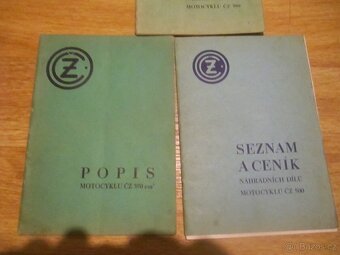 MOTOCYKLU ČZ 500
ČZ
POPIS
MOTOCYKLU ČZ 500 cm³
ČZ
SEZNAM
A CENÍK
NÁHRADNÍCH DÍLŮ
MOTOCYKLU ČZ 500